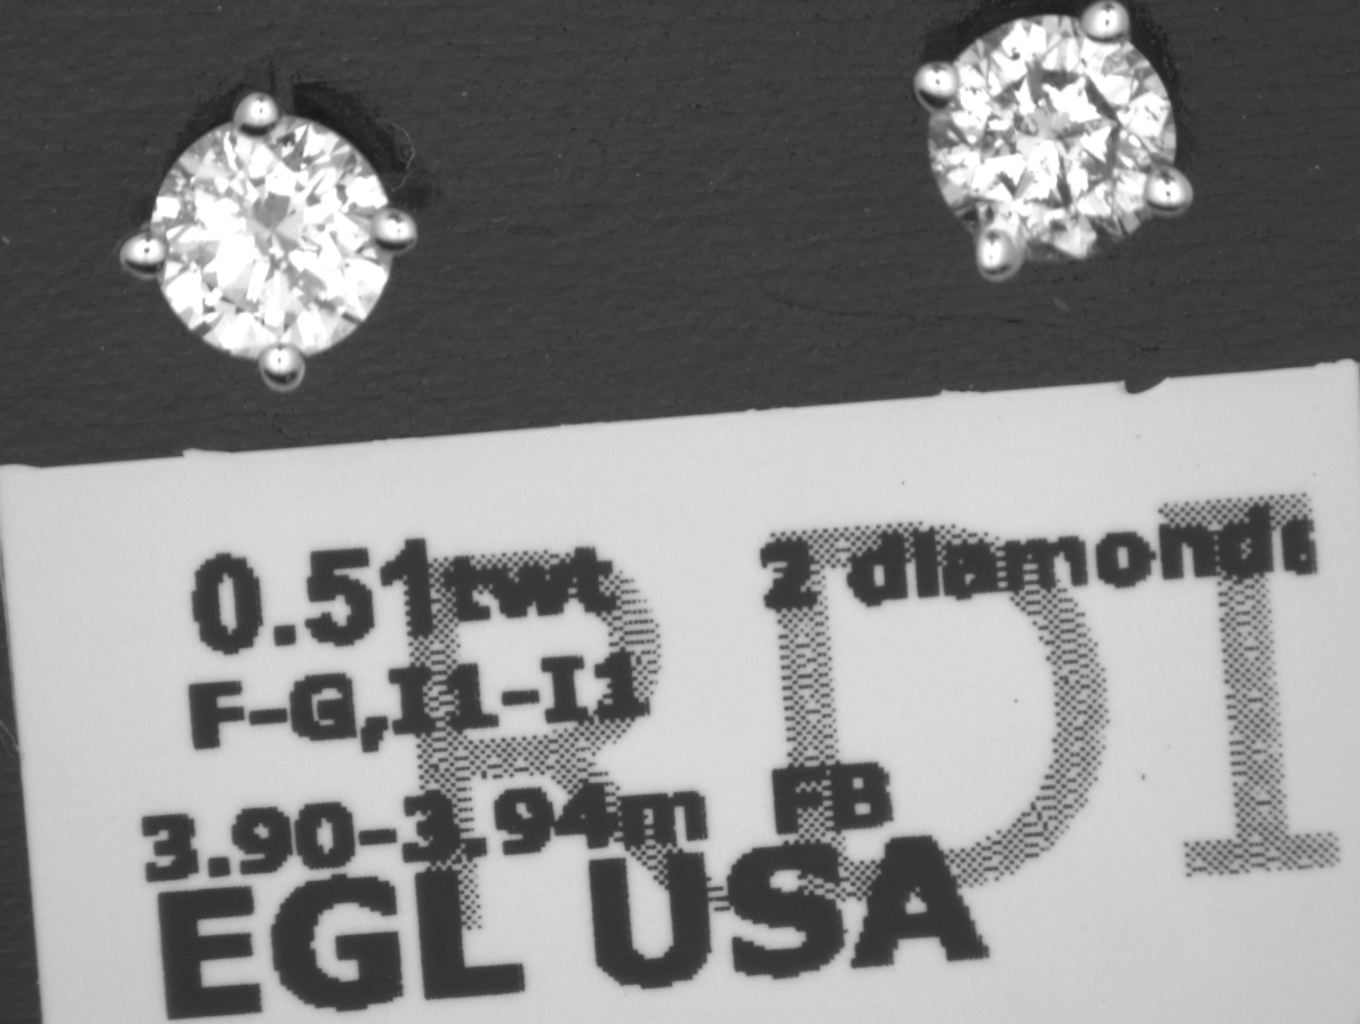 RDI
0.51twt 2 diamonds
F-G,I1-I1
3.90-3.94m FB
EGL USA